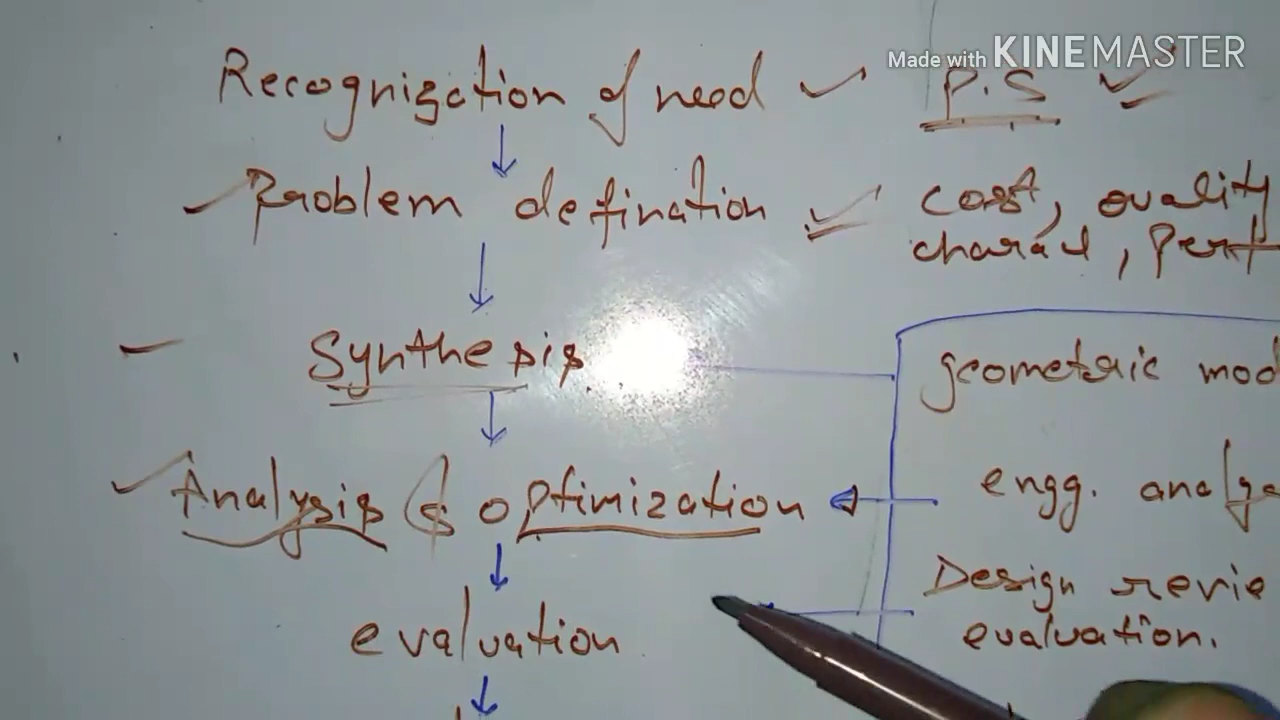 Made with KINEMASTER
Recognization of need P.S
Problem defination cost, quality
charac, Perf
Synthesis
geometric mod
Analysis & optimization
engg. analy
Design revie
evaluation.
evaluation